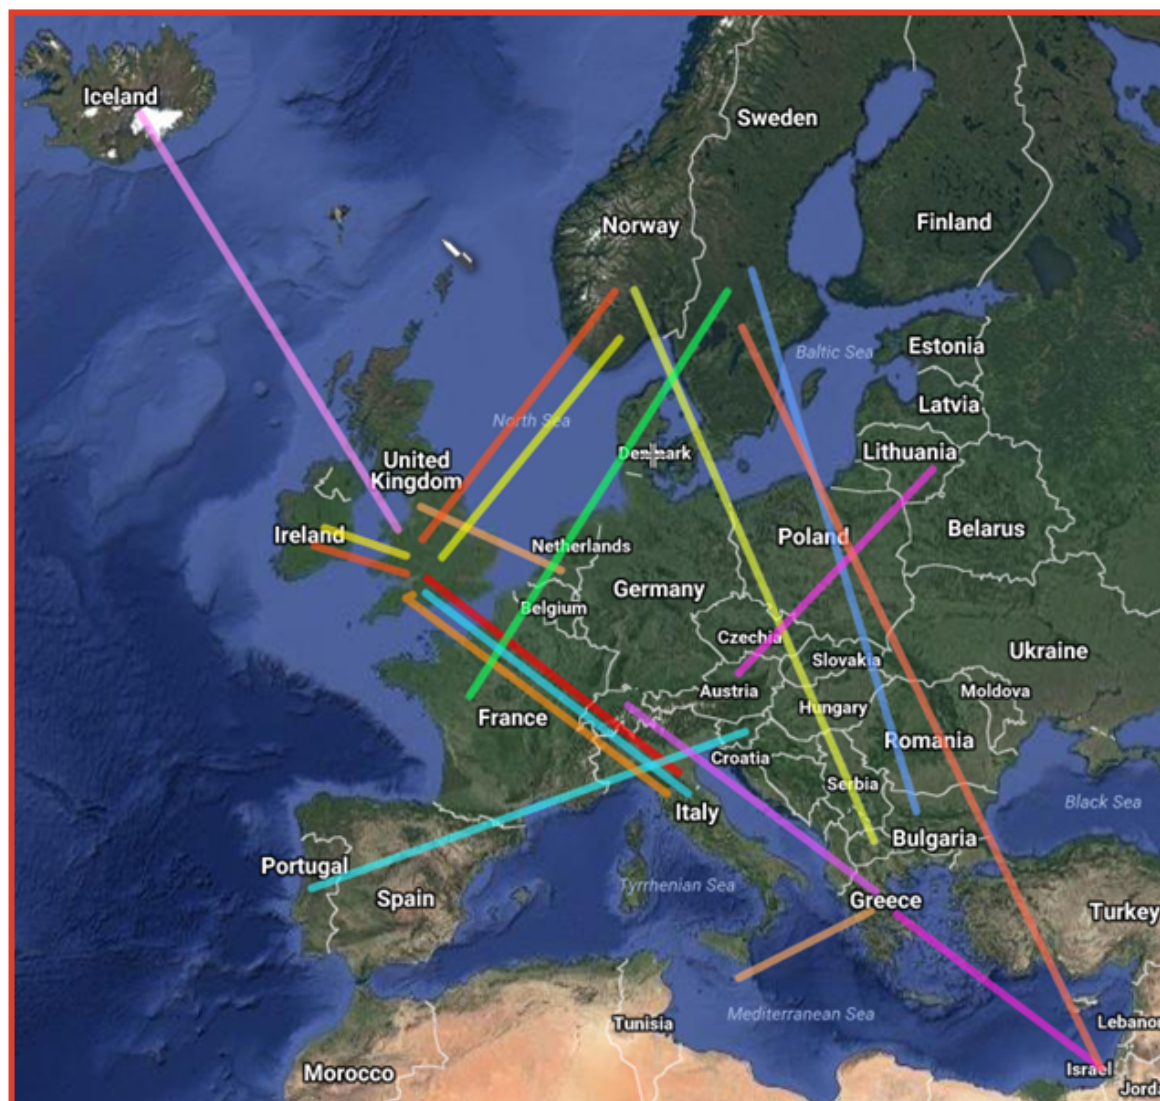 Iceland
Sweden
Norway
Finland
Estonia
Baltic Sea
Latvia
North Sea
Denmark
Lithuania
United
Kingdom
Ireland
Belarus
Poland
Netherlands
Germany
Belgium
Czechia
Ukraine
Slovakia
Austria
Moldova
Hungary
France
Romania
Croatia
Serbia
Black Sea
Italy
Bulgaria
Portugal
Tyrrhenian Sea
Spain
Greece
Turkey
Mediterranean Sea
Tunisia
Lebanon
Israel
Morocco
Jorda